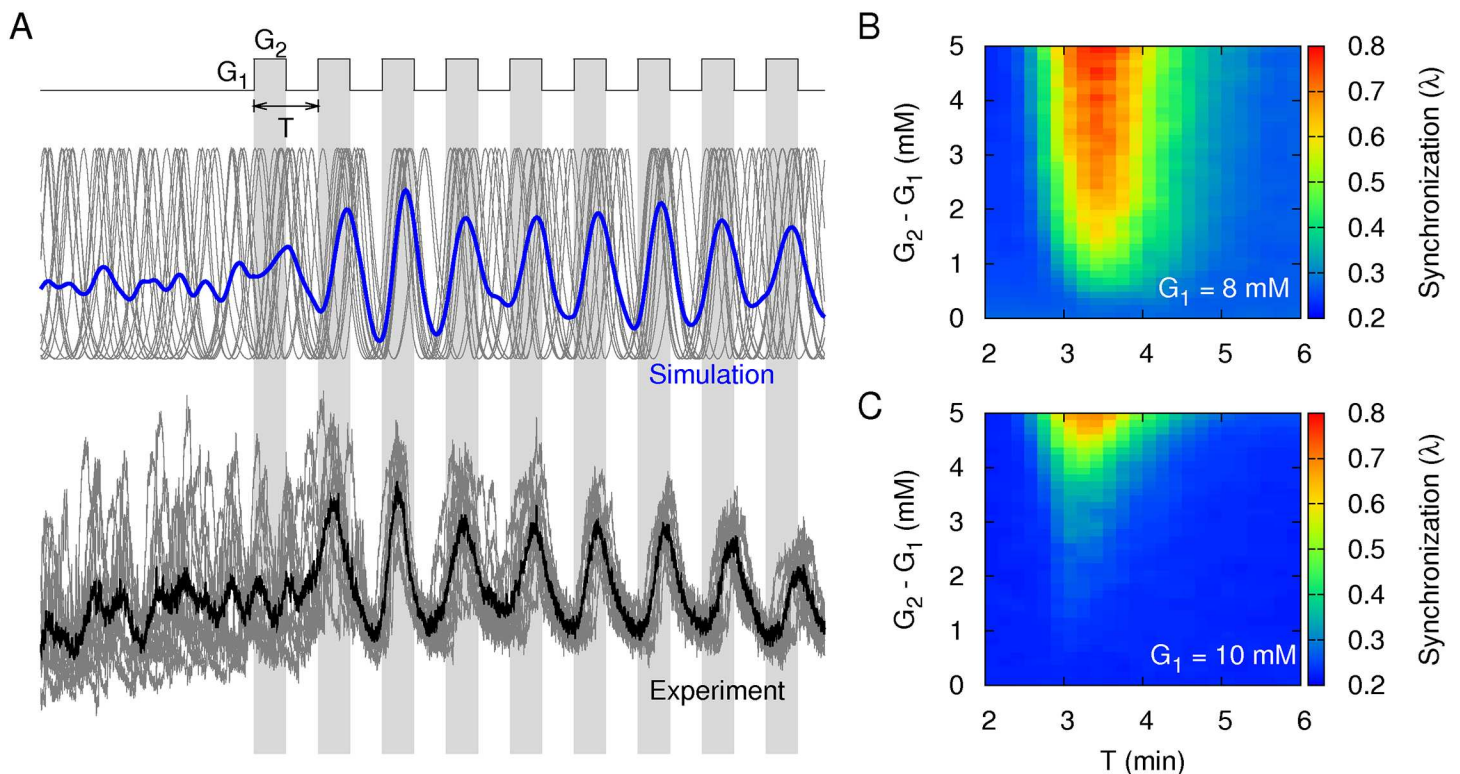 A
G2
G1
T
Simulation
Experiment
B
G2 - G1 (mM)
5
4
3
2
1
0
G1 = 8 mM
2 3 4 5 6
0.8
0.7
0.6
0.5
0.4
0.3
0.2
Synchronization (λ)
C
G2 - G1 (mM)
5
4
3
2
1
0
G1 = 10 mM
2 3 4 5 6
T (min)
0.8
0.7
0.6
0.5
0.4
0.3
0.2
Synchronization (λ)